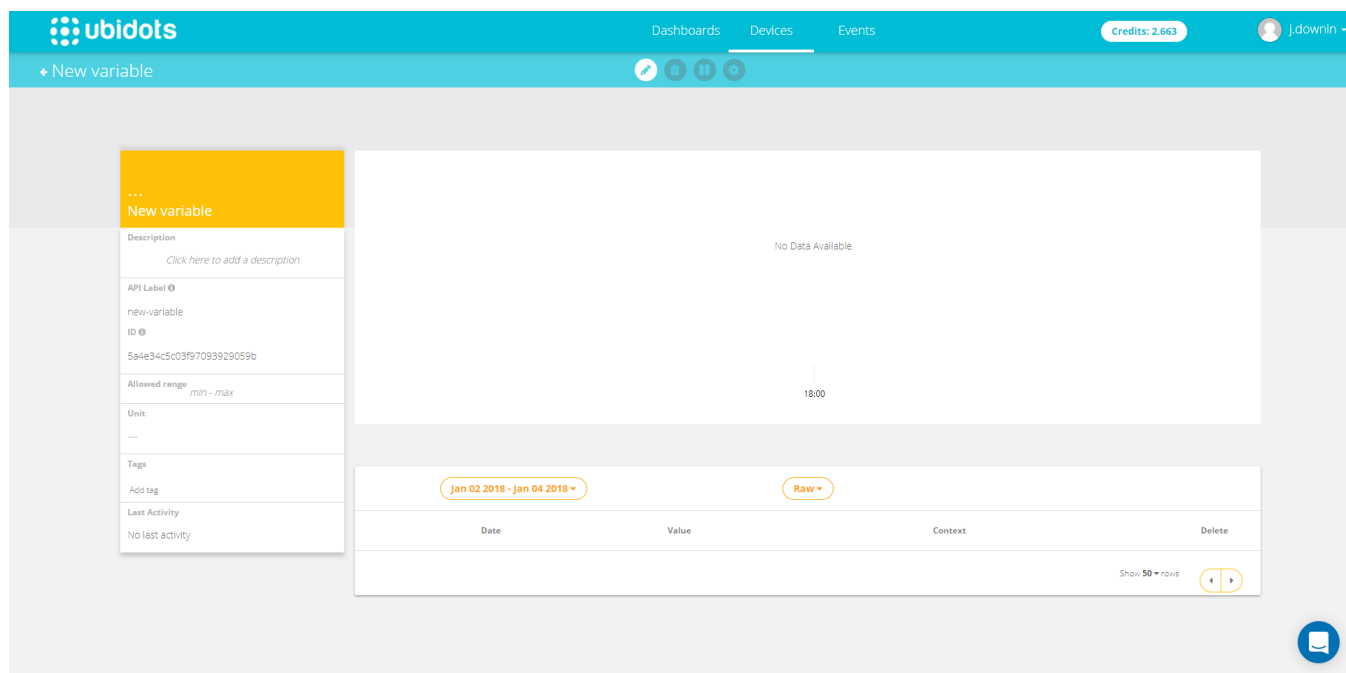 ubidots
Dashboards Devices Events
Credits: 2.663
j.downin
New variable
...
New variable
Description
Click here to add a description
API Label
new-variable
ID
5a4e34c5c03f97093929059b
Allowed range
min - max
Unit
---
Tags
Add tag
Last Activity
No last activity
No Data Available.
18:00
Jan 02 2018 - Jan 04 2018
Raw
Date Value Context Delete
Show 50 rows